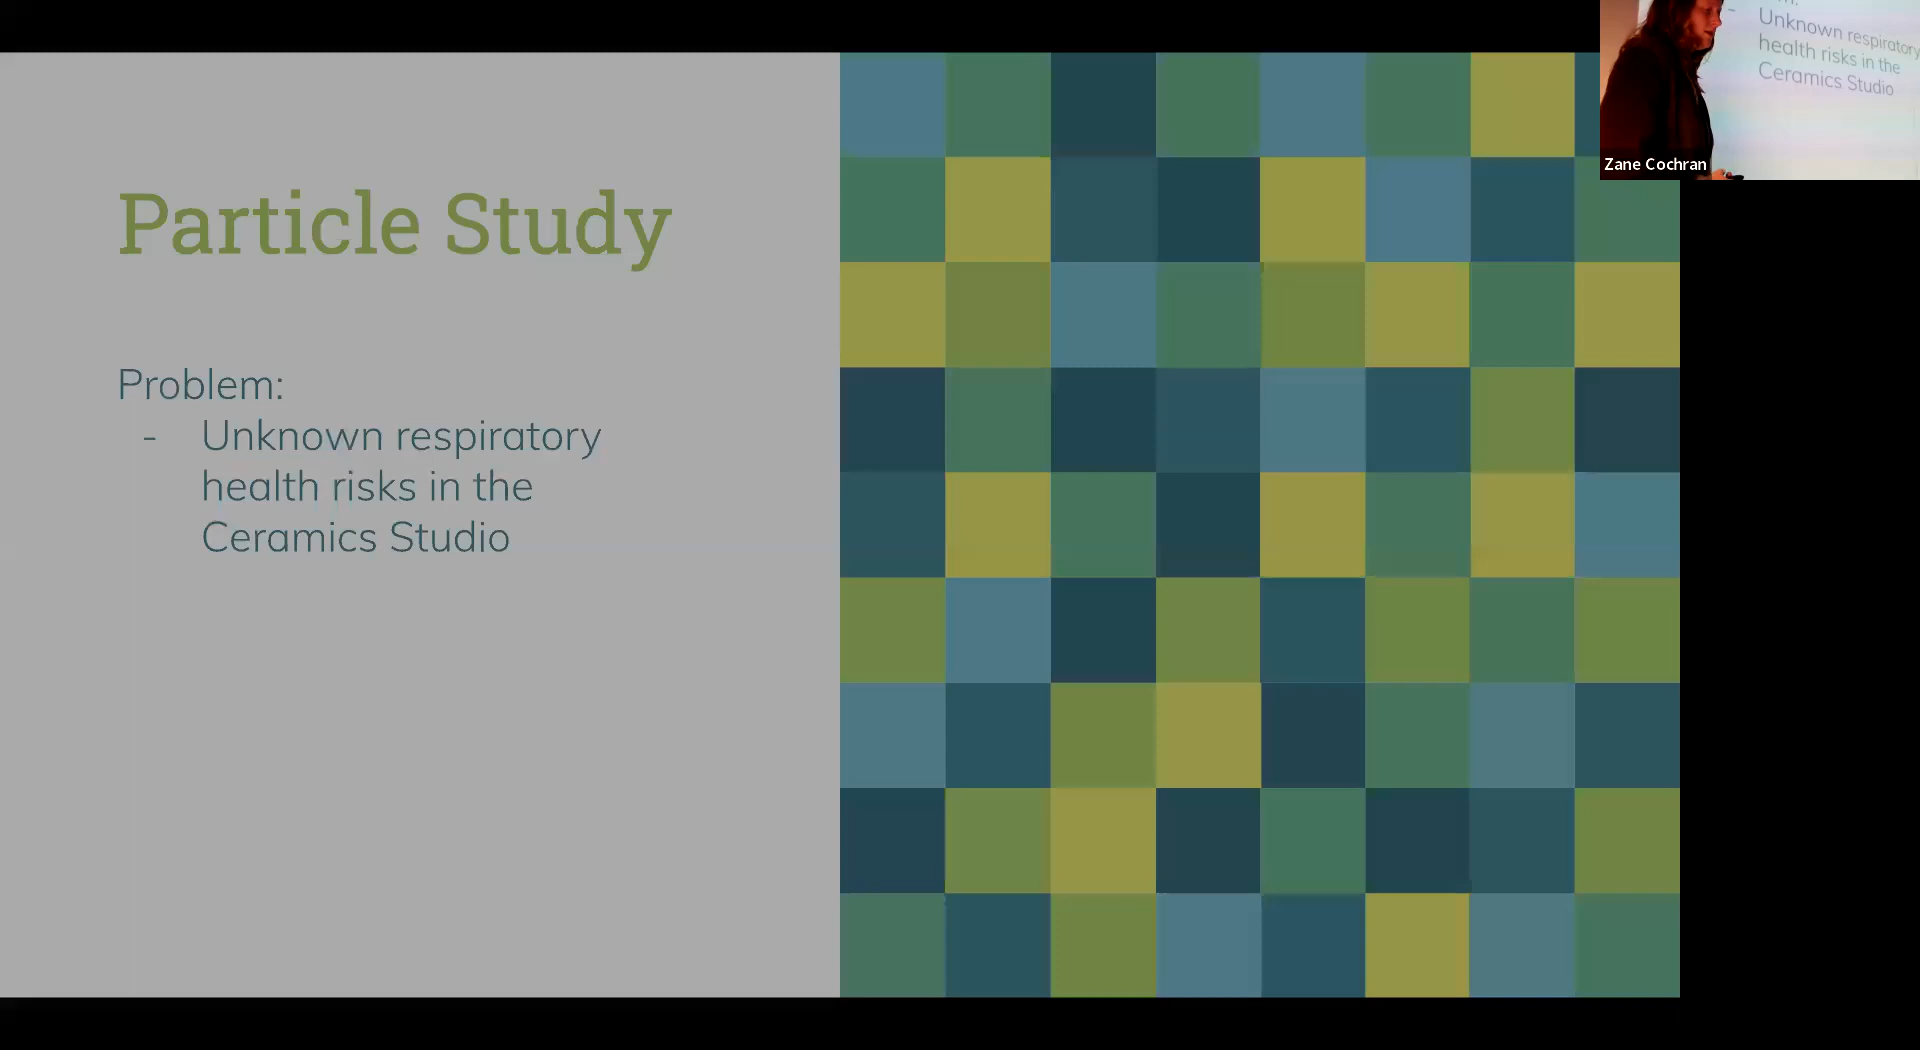 Particle Study
Problem:
- Unknown respiratory
health risks in the
Ceramics Studio
- Unknown respiratory
health risks in the
Ceramics Studio
Zane Cochran